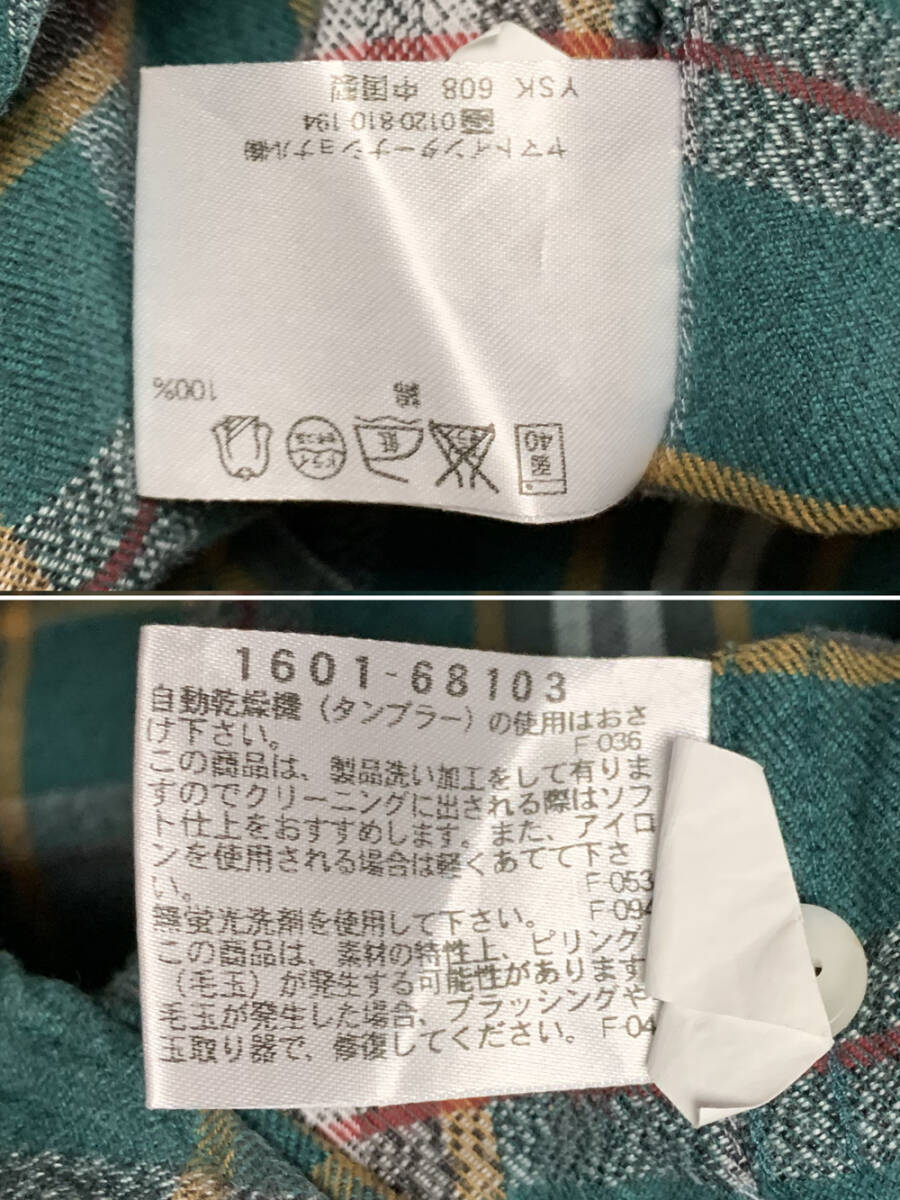 弱
40
低
ドライ
綿 100%
ヤマトインターナショナル㈱
0120-810-194
YSK 608 中国製
1601-68103
自動乾燥機（タンブラー）の使用はおさ
け下さい。
F-036
この商品は、製品洗い加工をして有りま
すのでクリーニングに出される際はソフ
ト仕上をおすすめします。また、アイロ
ンを使用される場合は軽くあてて下さ
い。
F-053
無蛍光洗剤を使用して下さい。 F-094
この商品は、素材の特性上、ピリング
（毛玉）が発生する可能性があります
毛玉が発生した場合、ブラッシングや
玉取り器で、修復してください。 F-04